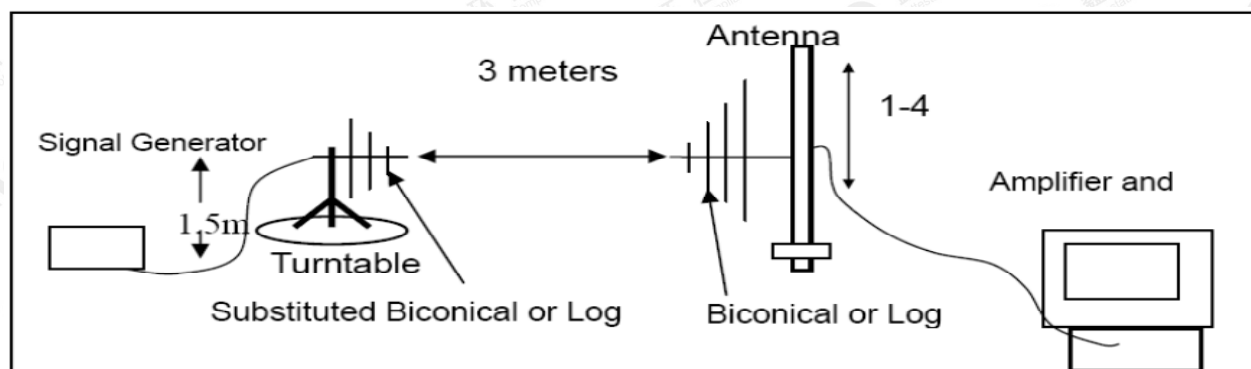 Antenna
3 meters
1-4
Signal Generator
1.5m
Amplifier and
Turntable
Substituted Biconical or Log
Biconical or Log